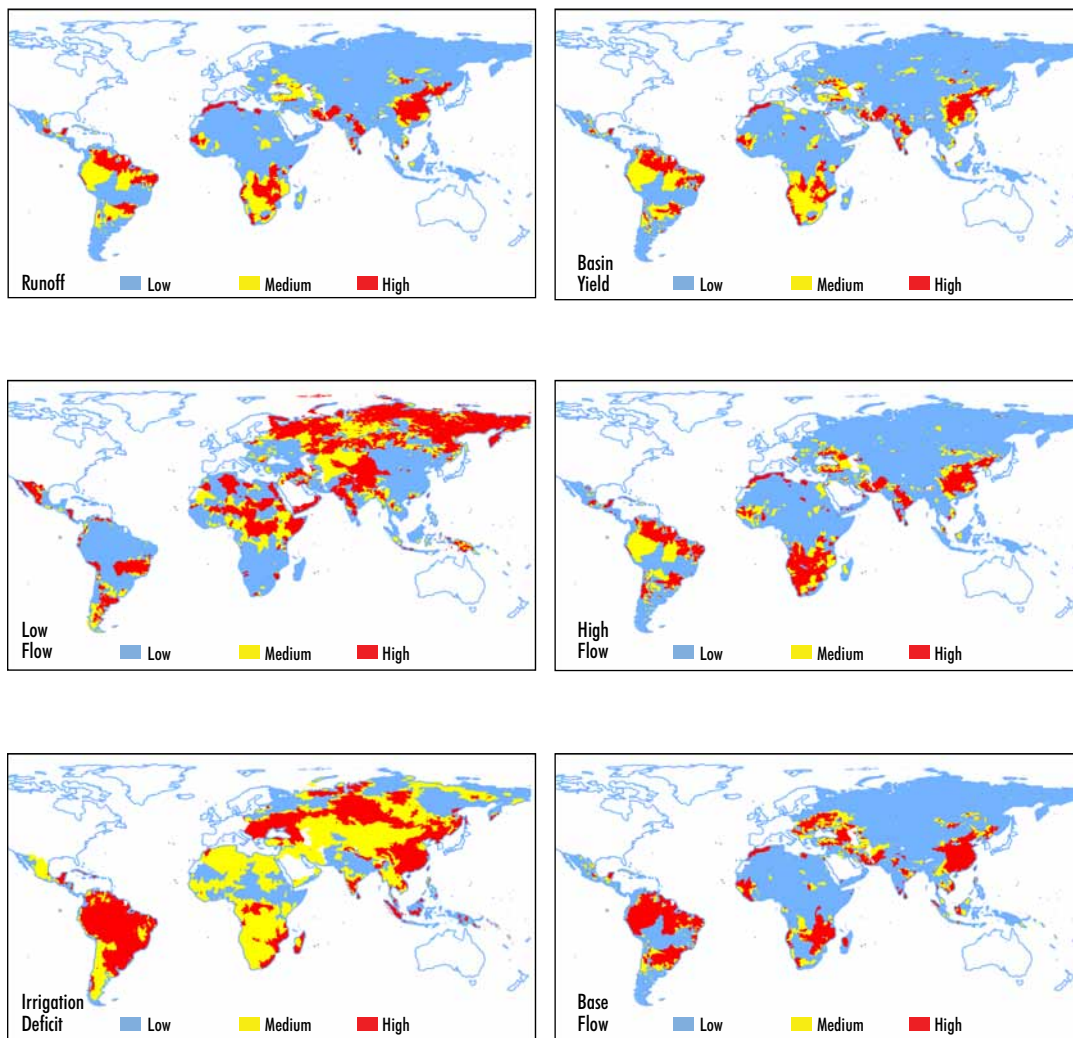 Runoff
Low
Medium
High
Basin
Yield
Low
Medium
High
Low
Flow
Low
Medium
High
High
Flow
Low
Medium
High
Irrigation
Deficit
Low
Medium
High
Base
Flow
Low
Medium
High